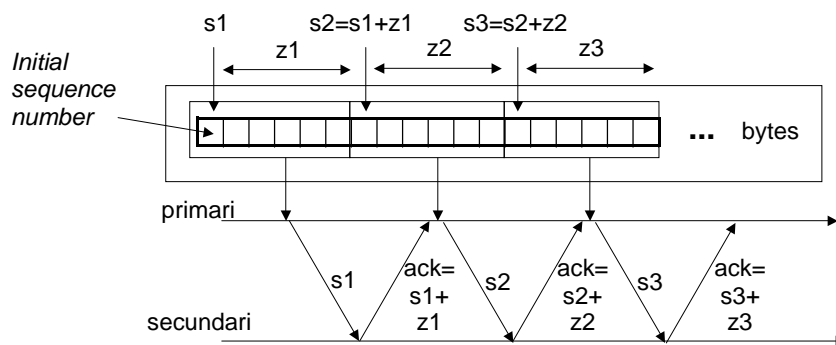 s1 s2=s1+z1 s3=s2+z2
z1 z2 z3
Initial
sequence
number
... bytes
primari
s1 ack= s2 ack= s3 ack=
s1+ s2+ s3+
z1 z2 z3
secundari